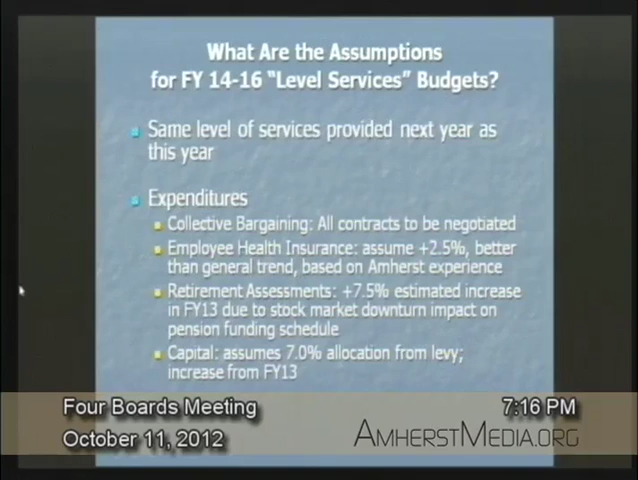 What Are the Assumptions
for FY 14-16 "Level Services" Budgets?
Same level of services provided next year as
this year
Expenditures
Collective Bargaining: All contracts to be negotiated
Employee Health Insurance: assume +2.5%, better
than general trend, based on Amherst experience
Retirement Assessments: +7.5% estimated increase
in FY13 due to stock market downturn impact on
pension funding schedule
Capital: assumes 7.0% allocation from levy;
increase from FY13
Four Boards Meeting
7:16 PM
October 11, 2012
AMHERSTMEDIA.ORG